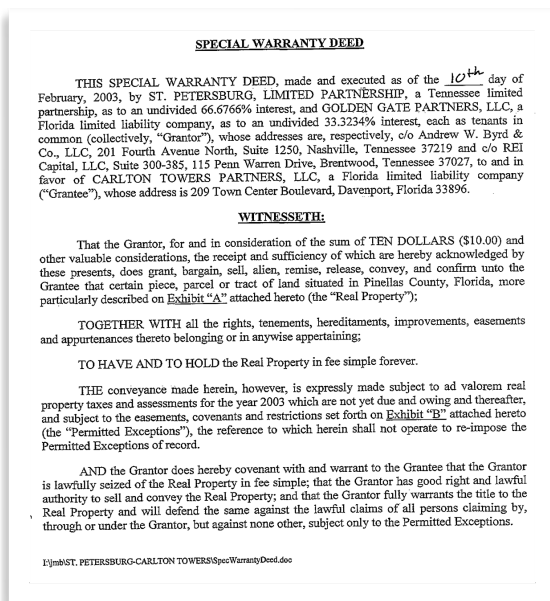 SPECIAL WARRANTY DEED
THIS SPECIAL WARRANTY DEED, made and executed as of the 10th day of
February, 2003, by ST. PETERSBURG, LIMITED PARTNERSHIP, a Tennessee limited
partnership, as to an undivided 66.6766% interest, and GOLDEN GATE PARTNERS, LLC, a
Florida limited liability company, as to an undivided 33.3234% interest, each as tenants in
common (collectively, “Grantor”), whose addresses are, respectively, c/o Andrew W. Byrd &
Co., LLC, 201 Fourth Avenue North, Suite 1250, Nashville, Tennessee 37219 and c/o REI
Capital, LLC, Suite 300-385, 115 Penn Warren Drive, Brentwood, Tennessee 37027, to and in
favor of CARLTON TOWERS PARTNERS, LLC, a Florida limited liability company
(“Grantee”), whose address is 209 Town Center Boulevard, Davenport, Florida 33896.
WITNESSETH:
That the Grantor, for and in consideration of the sum of TEN DOLLARS ($10.00) and
other valuable considerations, the receipt and sufficiency of which are hereby acknowledged by
these presents, does grant, bargain, sell, alien, remise, release, convey, and confirm unto the
Grantee that certain piece, parcel or tract of land situated in Pinellas County, Florida, more
particularly described on Exhibit “A” attached hereto (the “Real Property”);
TOGETHER WITH all the rights, tenements, hereditaments, improvements, easements
and appurtenances thereto belonging or in anywise appertaining;
TO HAVE AND TO HOLD the Real Property in fee simple forever.
THE conveyance made herein, however, is expressly made subject to ad valorem real
property taxes and assessments for the year 2003 which are not yet due and owing and thereafter,
and subject to the easements, covenants and restrictions set forth on Exhibit “B” attached hereto
(the “Permitted Exceptions”), the reference to which herein shall not operate to re-impose the
Permitted Exceptions of record.
AND the Grantor does hereby covenant with and warrant to the Grantee that the Grantor
is lawfully seized of the Real Property in fee simple; that the Grantor has good right and lawful
authority to sell and convey the Real Property; and that the Grantor fully warrants the title to the
Real Property and will defend the same against the lawful claims of all persons claiming by,
through or under the Grantor, but against none other, subject only to the Permitted Exceptions.
I:\jmb\ST. PETERSBURG-CARLTON TOWERS\SpecWarrantyDeed.doc